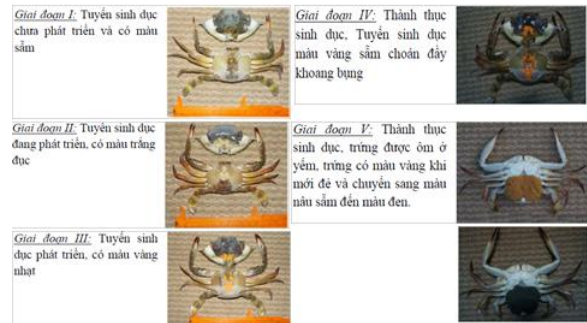 Giai đoạn I: Tuyến sinh dục
chưa phát triển và có màu
sẫm
Giai đoạn II: Tuyến sinh dục
đang phát triển, có màu trắng
đục
Giai đoạn III: Tuyến sinh
dục phát triển, có màu vàng
nhạt
Giai đoạn IV: Thành thục
sinh dục, Tuyến sinh dục
màu vàng sẫm choán đầy
khoang bụng
Giai đoạn V: Thành thục
sinh dục, trứng được ôm ở
yếm, trứng có màu vàng khi
mới đẻ và chuyển sang màu
nâu sẫm đến màu đen.